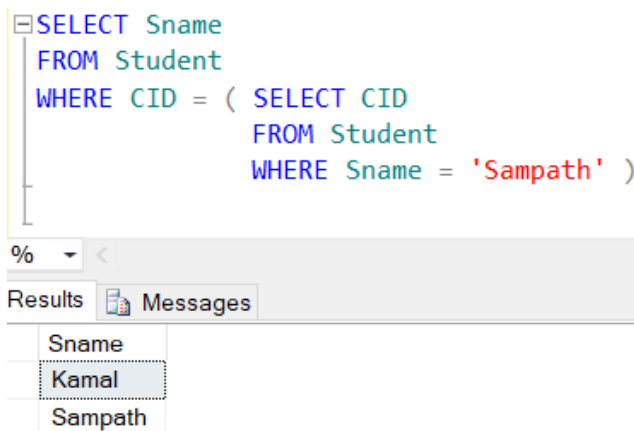 SELECT Sname
FROM Student
WHERE CID = ( SELECT CID
FROM Student
WHERE Sname = 'Sampath' )
%
Results Messages
Sname
Kamal
Sampath